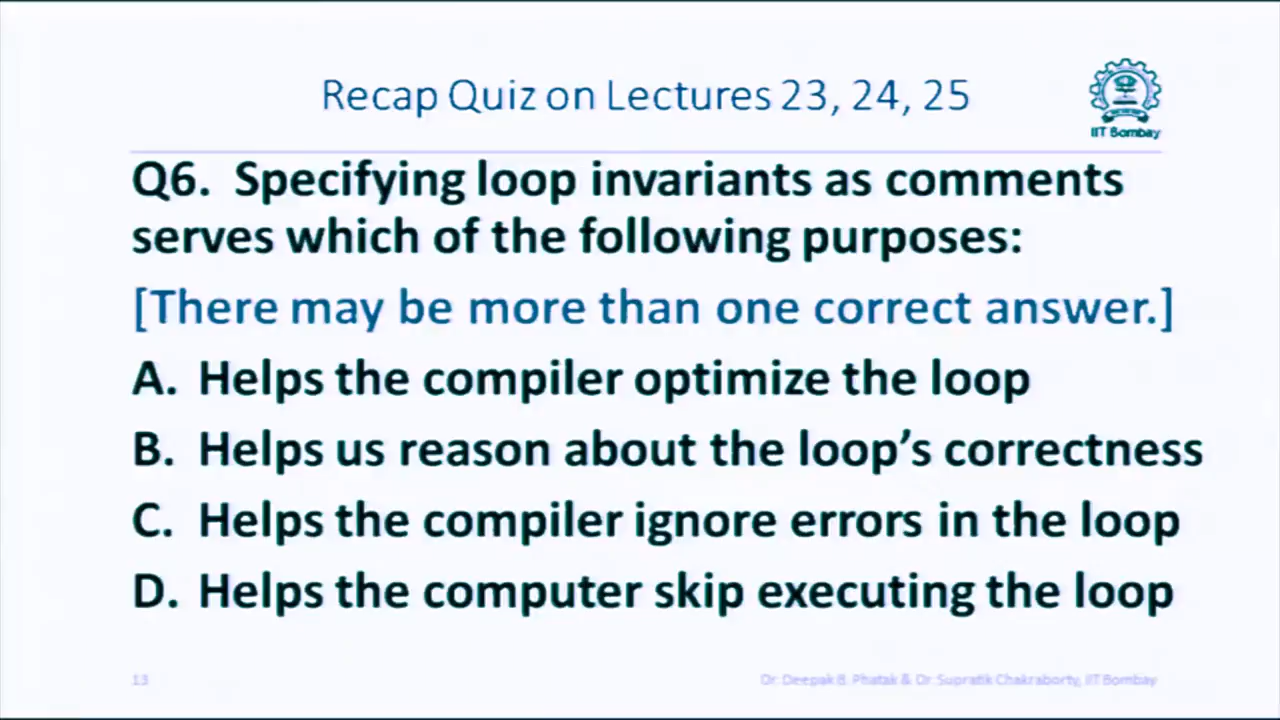 Recap Quiz on Lectures 23, 24, 25
IIT Bombay
Q6. Specifying loop invariants as comments
serves which of the following purposes:
[There may be more than one correct answer.]
A. Helps the compiler optimize the loop
B. Helps us reason about the loop's correctness
C. Helps the compiler ignore errors in the loop
D. Helps the computer skip executing the loop
13
Dr. Deepak B. Phatak & Dr. Supratik Chakraborty, IIT Bombay